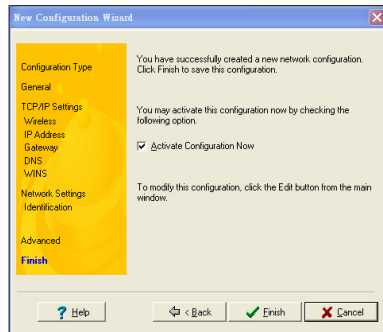 New Configuration Wizard
Configuration Type
General
TCP/IP Settings
Wireless
IP Address
Gateway
DNS
WINS
Network Settings
Identification
Advanced
Finish
You have successfully created a new network configuration.
Click Finish to save this configuration.
You may activate this configuration now by checking the
following option.
Activate Configuration Now
To modify this configuration, click the Edit button from the main
window.
? Help
< Back
Finish
Cancel